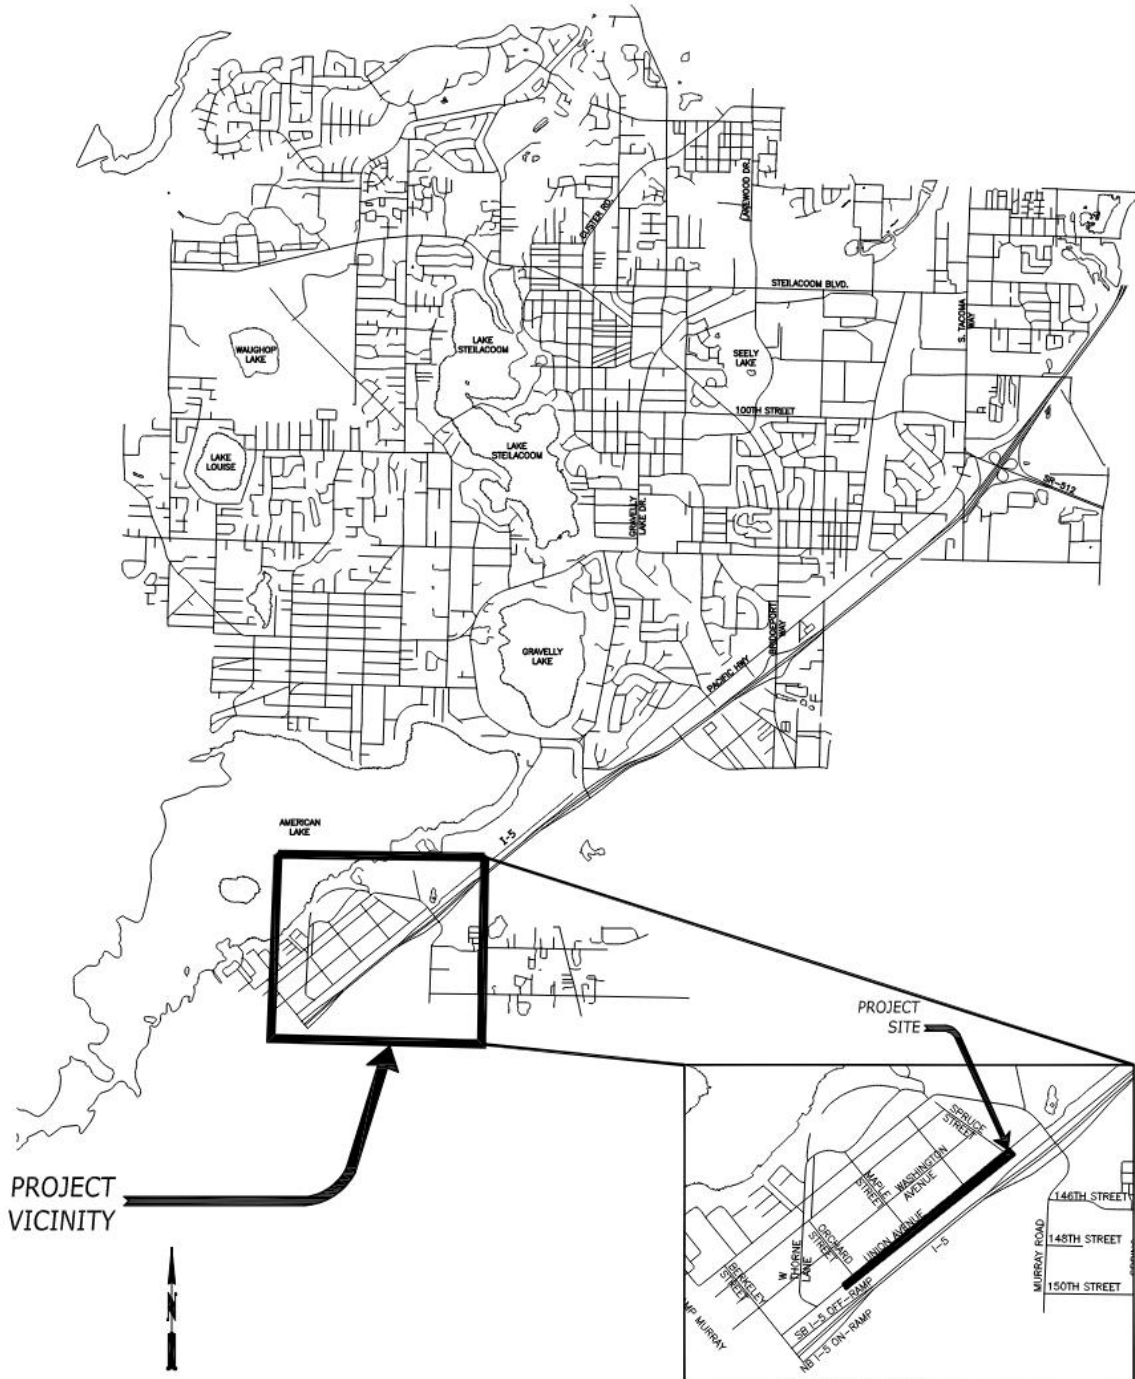 CUSTER RD.
LAKEWOOD DR.
STEILACOOM BLVD.
S. TACOMA
WAY
WAUGHOP
LAKE
LAKE
STEILACOOM
SEELY
LAKE
100TH STREET
LAKE
LOUISE
LAKE
STEILACOOM
GRAVELLY
LAKE DR.
SR-512
BRIDGEPORT
WAY
GRAVELLY
LAKE
PACIFIC HWY
AMERICAN
LAKE
I-5
PROJECT
SITE
PROJECT
VICINITY
N
SPRUCE
STREET
WASHINGTON
AVENUE
MAPLE
STREET
UNION AVENUE
ORCHARD
STREET
W
THORNE
LANE
I-5
BERKELEY
STREET
SB I-5 OFF-RAMP
NB I-5 ON-RAMP
MP MURRAY
MURRAY ROAD
146TH STREET
148TH STREET
150TH STREET